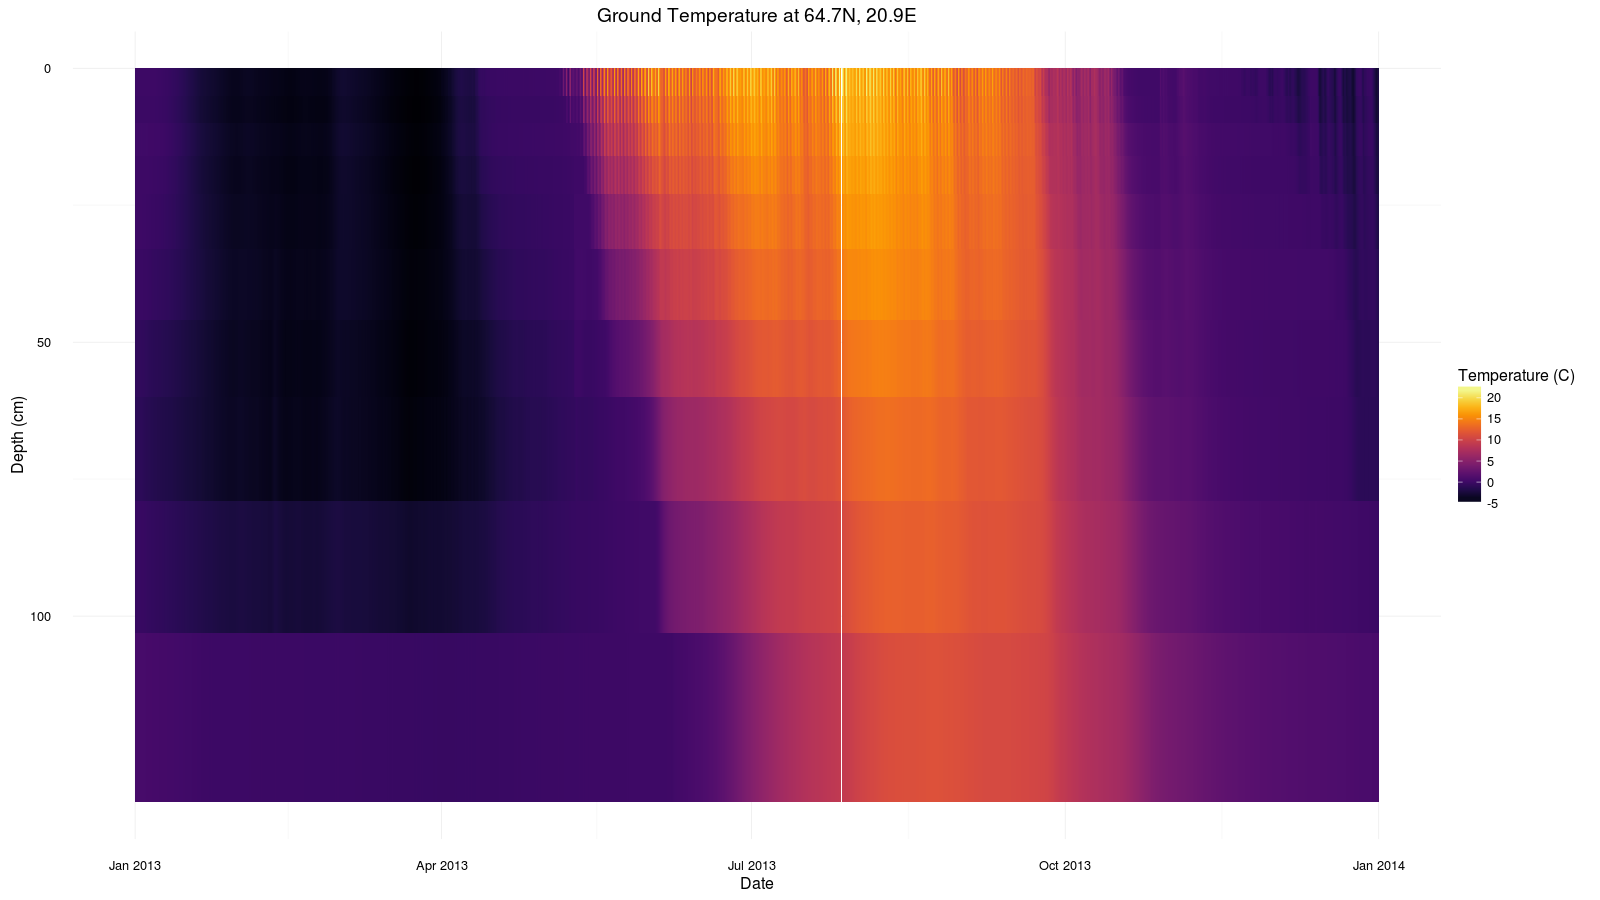 Ground Temperature at 64.7N, 20.9E
0
50
100
Depth (cm)
Temperature (C)
20
15
10
5
0
-5
Jan 2013
Apr 2013
Jul 2013
Oct 2013
Jan 2014
Date